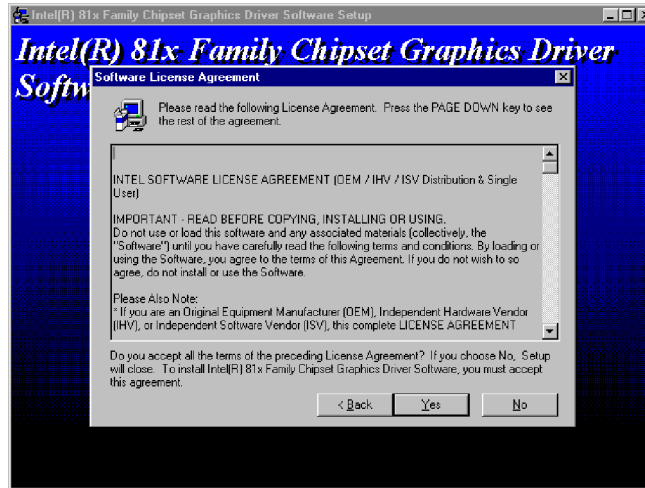 Intel(R) 81x Family Chipset Graphics Driver Software Setup
Intel(R) 81x Family Chipset Graphics Driver
Softw
Software License Agreement
Please read the following License Agreement. Press the PAGE DOWN key to see
the rest of the agreement.
INTEL SOFTWARE LICENSE AGREEMENT (OEM / IHV / ISV Distribution & Single
User)
IMPORTANT - READ BEFORE COPYING, INSTALLING OR USING.
Do not use or load this software and any associated materials (collectively, the
"Software") until you have carefully read the following terms and conditions. By loading or
using the Software, you agree to the terms of this Agreement. If you do not wish to so
agree, do not install or use the Software.
Please Also Note:
* If you are an Original Equipment Manufacturer (OEM), Independent Hardware Vendor
(IHV), or Independent Software Vendor (ISV), this complete LICENSE AGREEMENT
Do you accept all the terms of the preceding License Agreement? If you choose No, Setup
will close. To install Intel(R) 81x Family Chipset Graphics Driver Software, you must accept
this agreement.
< Back Yes No